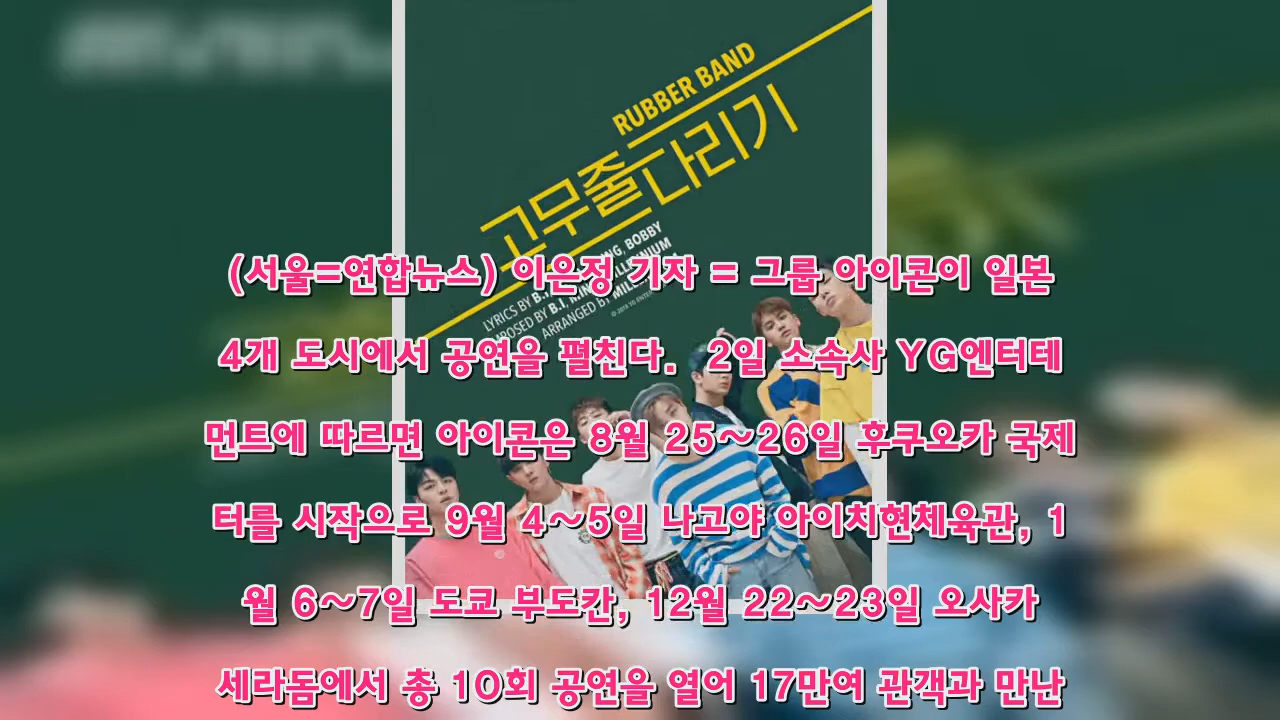 RUBBER BAND
고무줄다리기
BOBBY
LYRICS BY B.I,
B.I,
ARRANGED BY
(서울=연합뉴스) 이은정 기자 = 그룹 아이콘이 일본
4개 도시에서 공연을 펼친다. 2일 소속사 YG엔터테
먼트에 따르면 아이콘은 8월 25~26일 후쿠오카 국제
터를 시작으로 9월 4~5일 나고야 아이치현체육관, 1
월 6~7일 도쿄 부도칸, 12월 22~23일 오사카
세라돔에서 총 10회 공연을 열어 17만여 관객과 만난